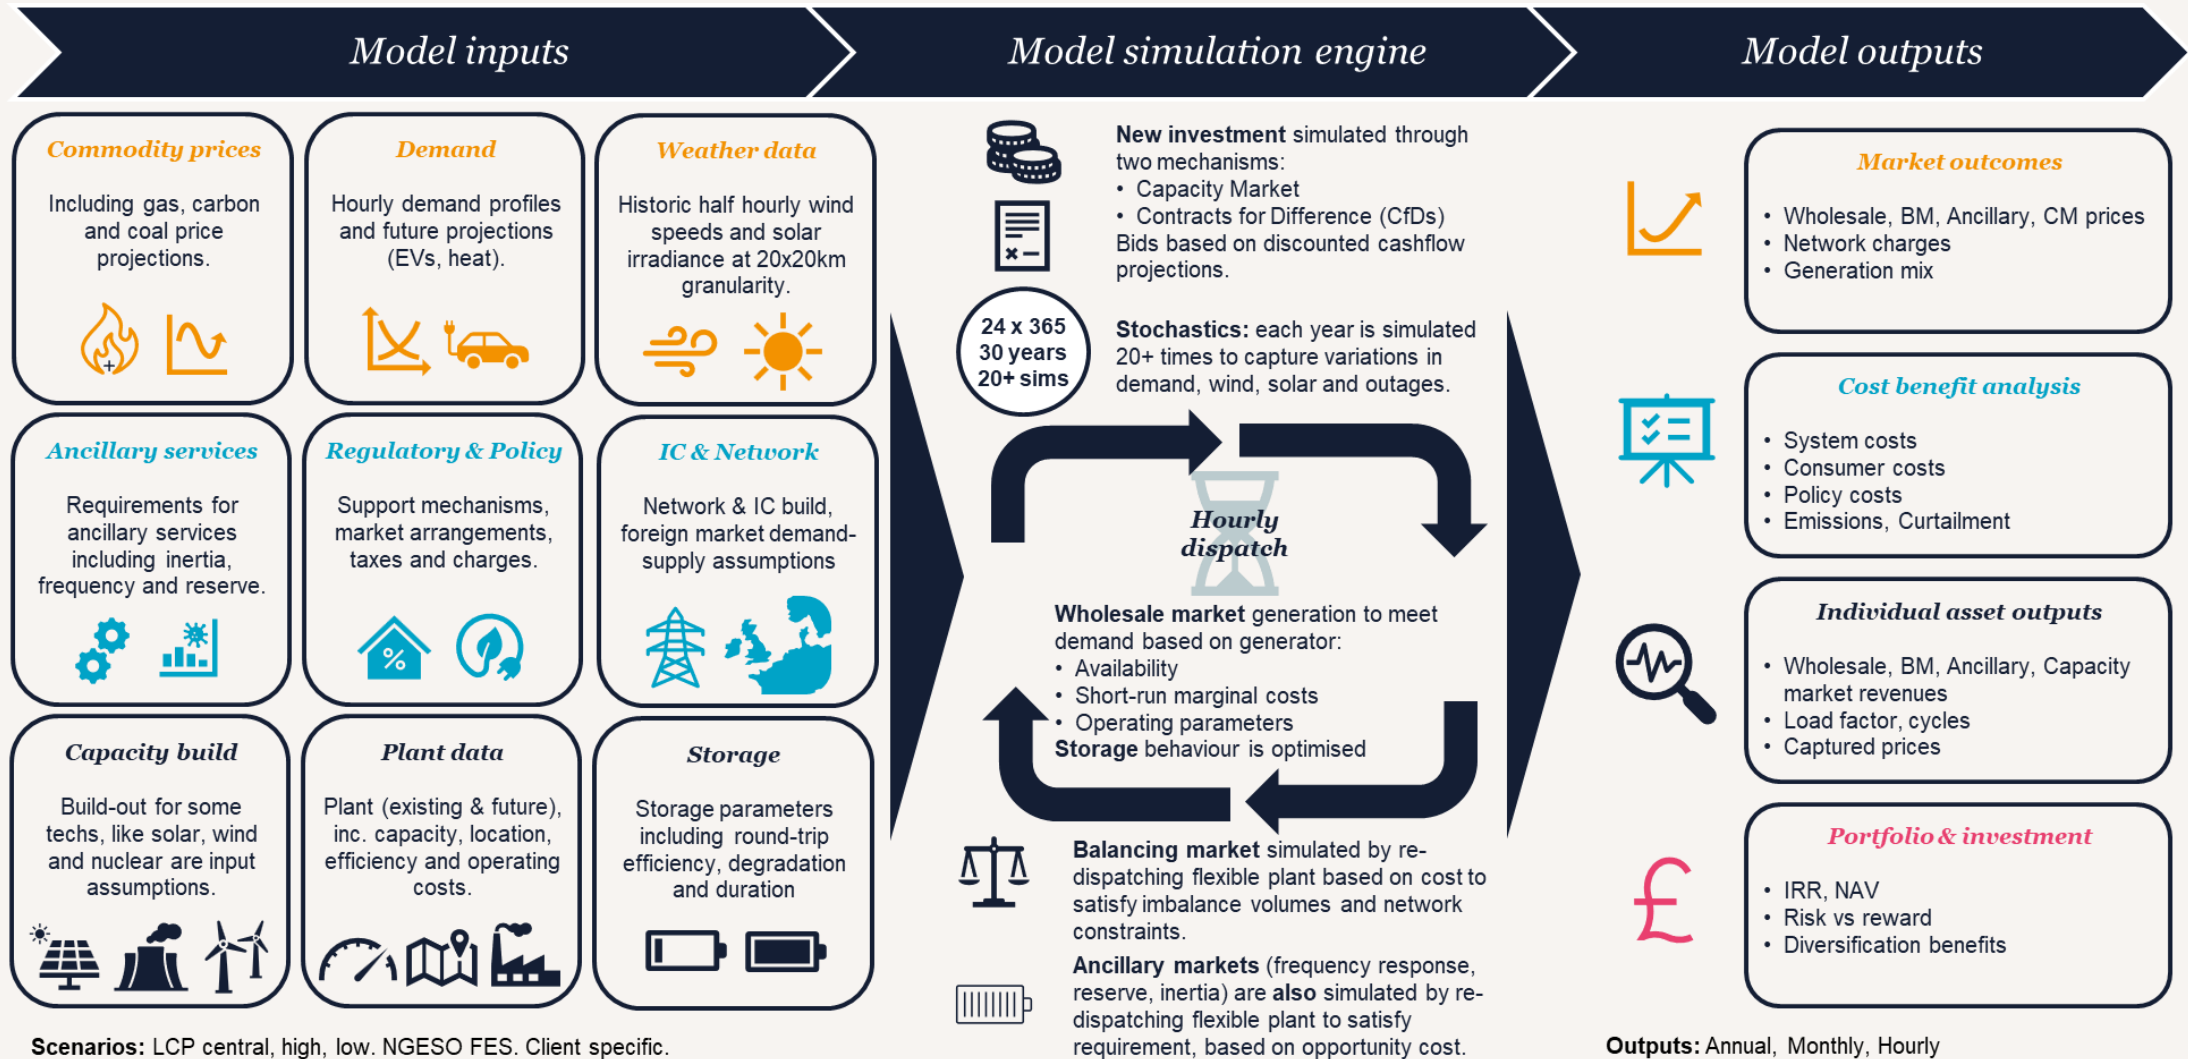 Model inputs
Model simulation engine
Model outputs
Commodity prices
Including gas, carbon
and coal price
projections.
Demand
Hourly demand profiles
and future projections
(EVs, heat).
Weather data
Historic half hourly wind
speeds and solar
irradiance at 20x20km
granularity.
Ancillary services
Requirements for
ancillary services
including inertia,
frequency and reserve.
Regulatory & Policy
Support mechanisms,
market arrangements,
taxes and charges.
%
IC & Network
Network & IC build,
foreign market demand-
supply assumptions
Capacity build
Build-out for some
techs, like solar, wind
and nuclear are input
assumptions.
Plant data
Plant (existing & future),
inc. capacity, location,
efficiency and operating
costs.
Storage
Storage parameters
including round-trip
efficiency, degradation
and duration
Scenarios: LCP central, high, low. NGESO FES. Client specific.
New investment simulated through
two mechanisms:
• Capacity Market
• Contracts for Difference (CfDs)
Bids based on discounted cashflow
projections.
24 x 365
30 years
20+ sims
Stochastics: each year is simulated
20+ times to capture variations in
demand, wind, solar and outages.
Hourly
dispatch
Wholesale market generation to meet
demand based on generator:
• Availability
• Short-run marginal costs
• Operating parameters
Storage behaviour is optimised
Balancing market simulated by re-
dispatching flexible plant based on cost to
satisfy imbalance volumes and network
constraints.
Ancillary markets (frequency response,
reserve, inertia) are also simulated by re-
dispatching flexible plant to satisfy
requirement, based on opportunity cost.
Market outcomes
• Wholesale, BM, Ancillary, CM prices
• Network charges
• Generation mix
Cost benefit analysis
• System costs
• Consumer costs
• Policy costs
• Emissions, Curtailment
Individual asset outputs
• Wholesale, BM, Ancillary, Capacity
market revenues
• Load factor, cycles
• Captured prices
£
Portfolio & investment
• IRR, NAV
• Risk vs reward
• Diversification benefits
Outputs: Annual, Monthly, Hourly